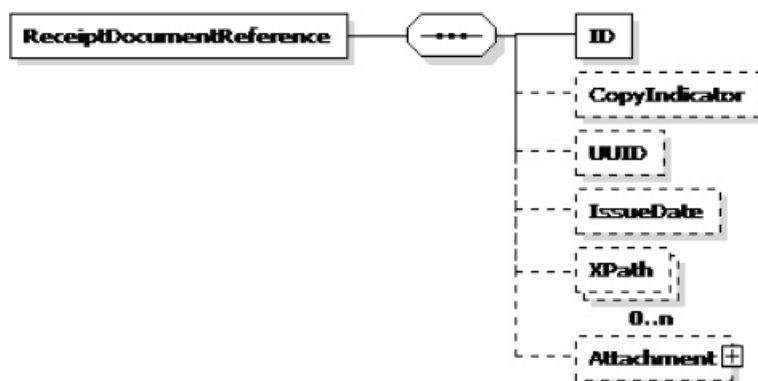 ReceiptDocumentReference
ID
CopyIndicator
UUID
IssueDate
XPath
0..n
Attachment